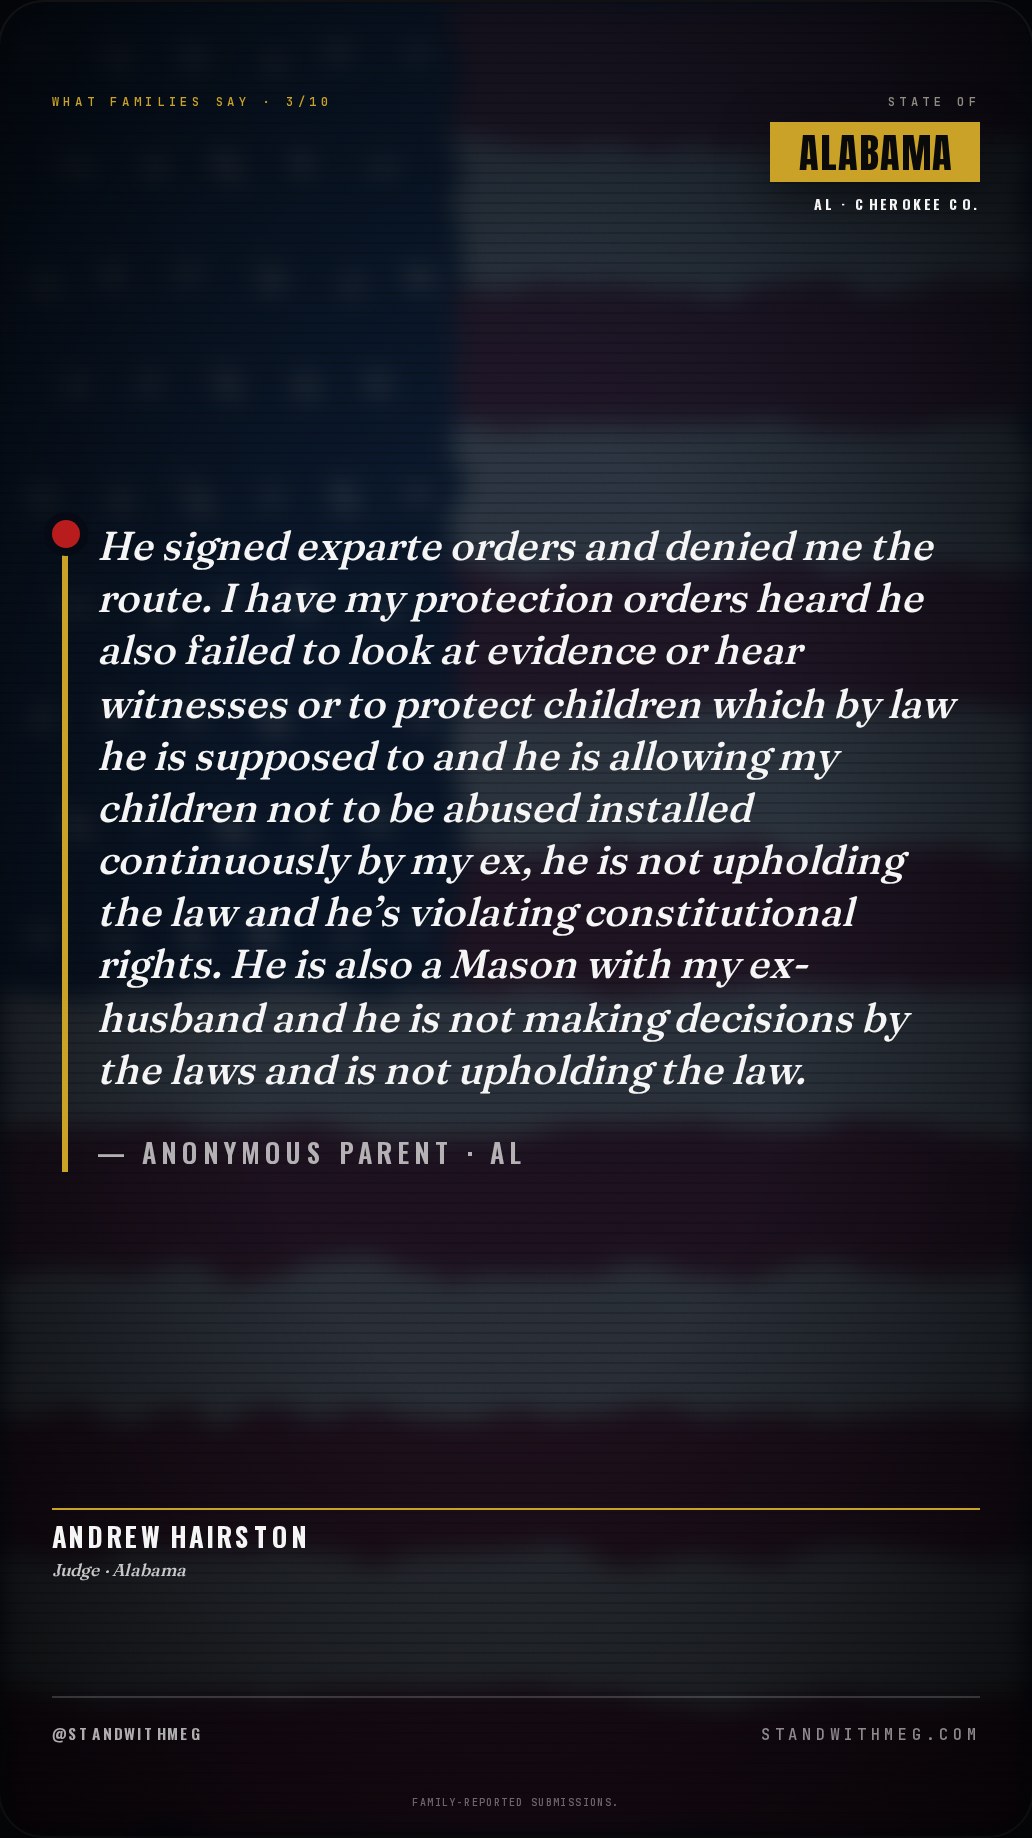 WHAT FAMILIES SAY · 3/10
STATE OF
ALABAMA
AL · CHEROKEE CO.
He signed exparte orders and denied me the
route. I have my protection orders heard he
also failed to look at evidence or hear
witnesses or to protect children which by law
he is supposed to and he is allowing my
children not to be abused installed
continuously by my ex, he is not upholding
the law and he’s violating constitutional
rights. He is also a Mason with my ex-
husband and he is not making decisions by
the laws and is not upholding the law.
— ANONYMOUS PARENT · AL
ANDREW HAIRSTON
Judge · Alabama
@STANDWITHMEG
STANDWITHMEG.COM
FAMILY-REPORTED SUBMISSIONS.